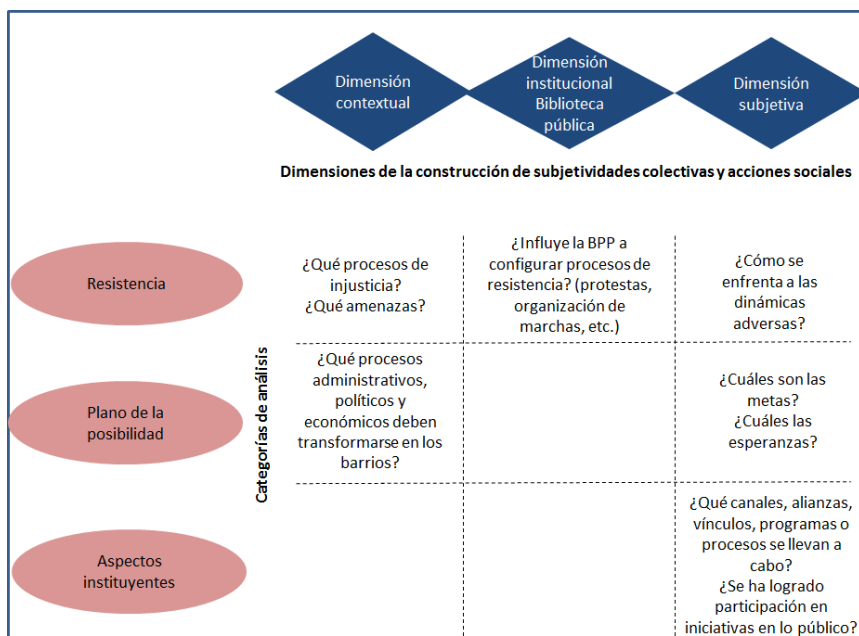 Dimensión
contextual
Dimensión
institucional
Biblioteca
pública
Dimensión
subjetiva
Dimensiones de la construcción de subjetividades colectivas y acciones sociales
Categorías de análisis
Resistencia
¿Qué procesos de
injusticia?
¿Qué amenazas?
¿Influye la BPP a
configurar procesos de
resistencia? (protestas,
organización de
marchas, etc.)
¿Cómo se
enfrenta a las
dinámicas
adversas?
Plano de la
posibilidad
¿Qué procesos
administrativos,
políticos y
económicos deben
transformarse en los
barrios?
¿Cuáles son las
metas?
¿Cuáles las
esperanzas?
Aspectos
instituyentes
¿Qué canales, alianzas,
vínculos, programas o
procesos se llevan a
cabo?
¿Se ha logrado
participación en
iniciativas en lo público?